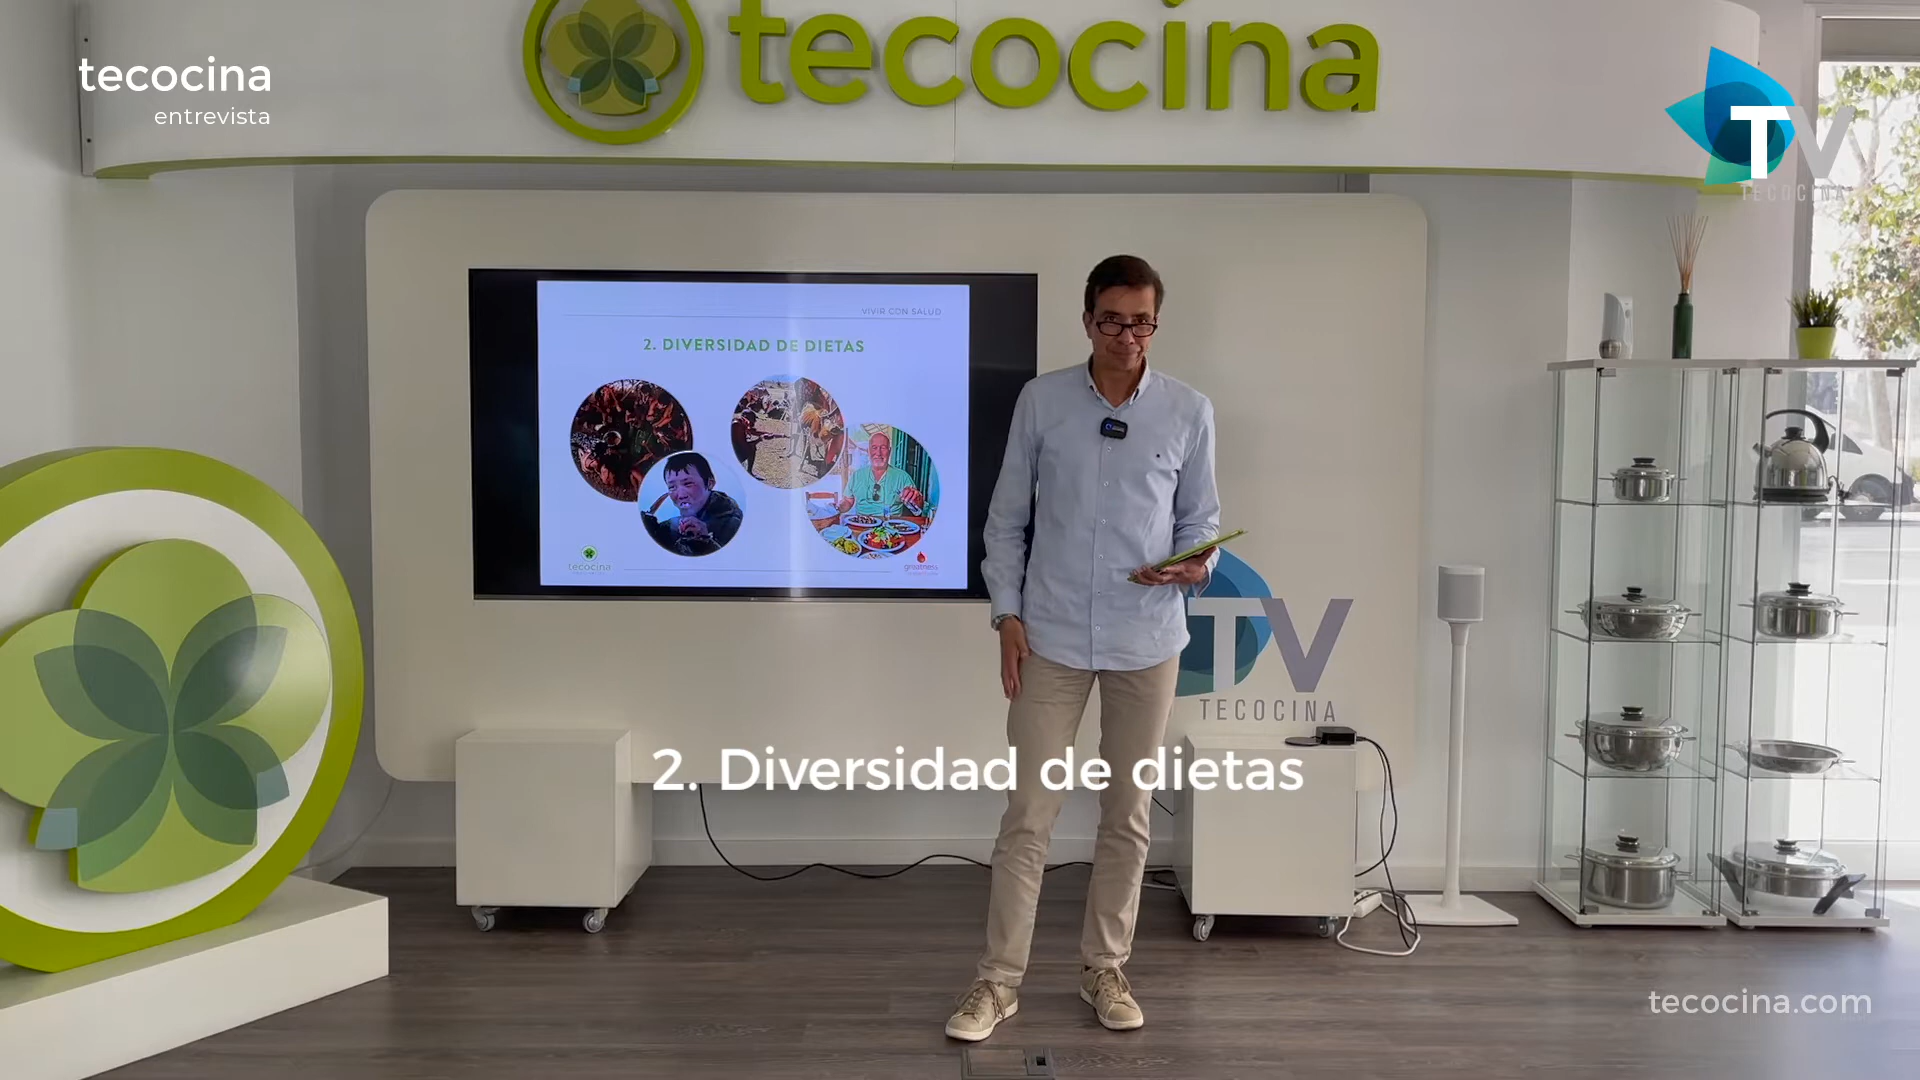 tecocina
entrevista
tecocina
TV
TECOCINA
VIVIR CON SALUD
2. DIVERSIDAD DE DIETAS
tecocina
greatness
TV
TECOCINA
2. Diversidad de dietas
tecocina.com